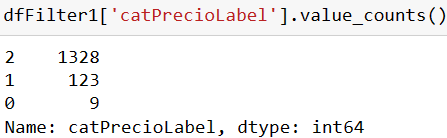 dfFilter1['catPrecioLabel'].value_counts()
2    1328
1     123
0       9
Name: catPrecioLabel, dtype: int64